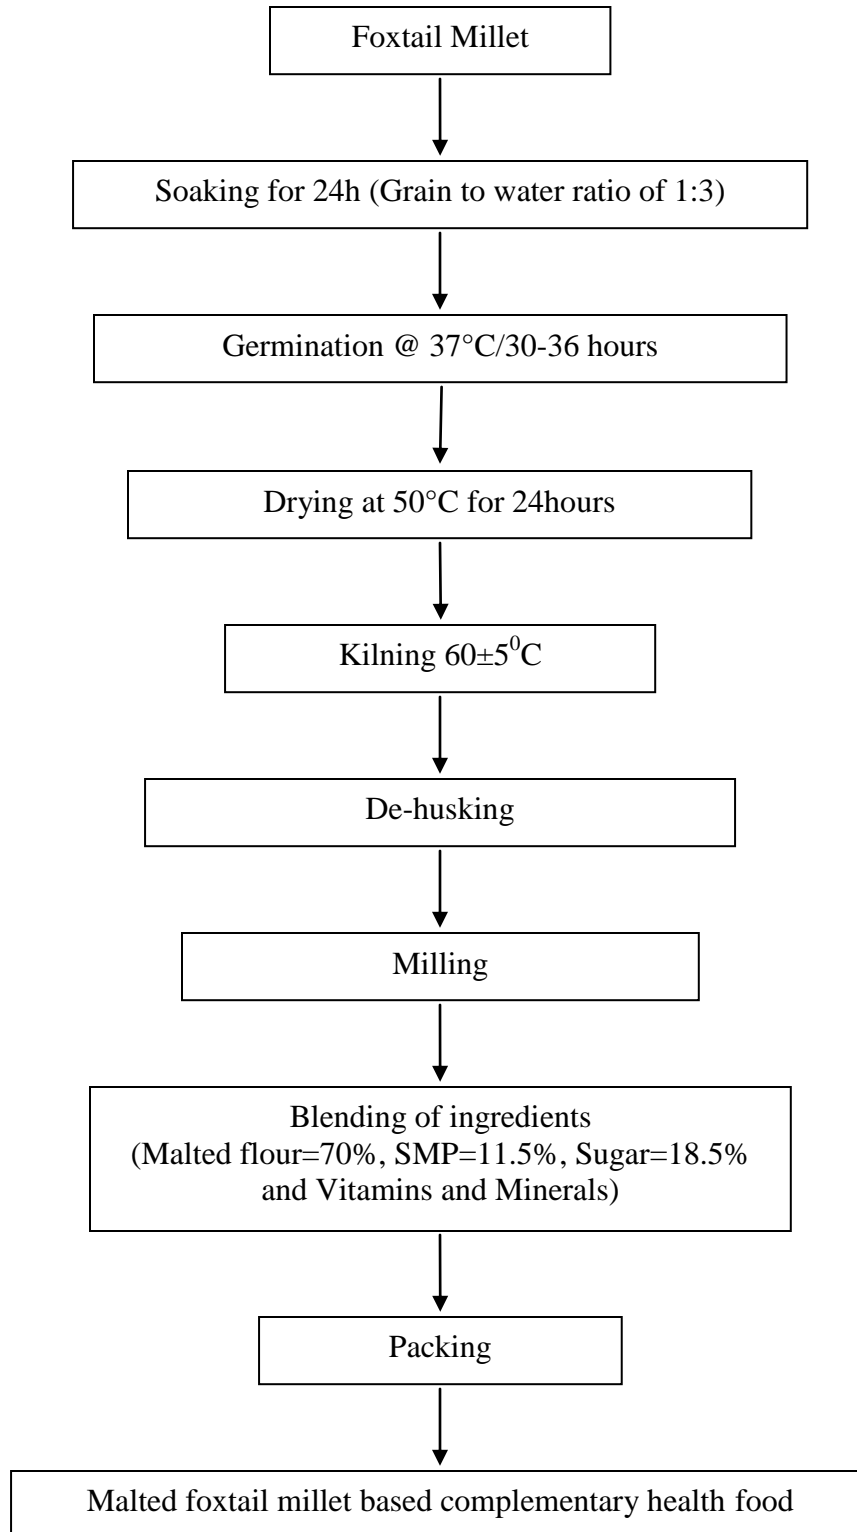 Foxtail Millet
Soaking for 24h (Grain to water ratio of 1:3)
Germination @ 37°C/30-36 hours
Drying at 50°C for 24hours
Kilning 60±5⁰C
De-husking
Milling
Blending of ingredients
(Malted flour=70%, SMP=11.5%, Sugar=18.5%
and Vitamins and Minerals)
Packing
Malted foxtail millet based complementary health food